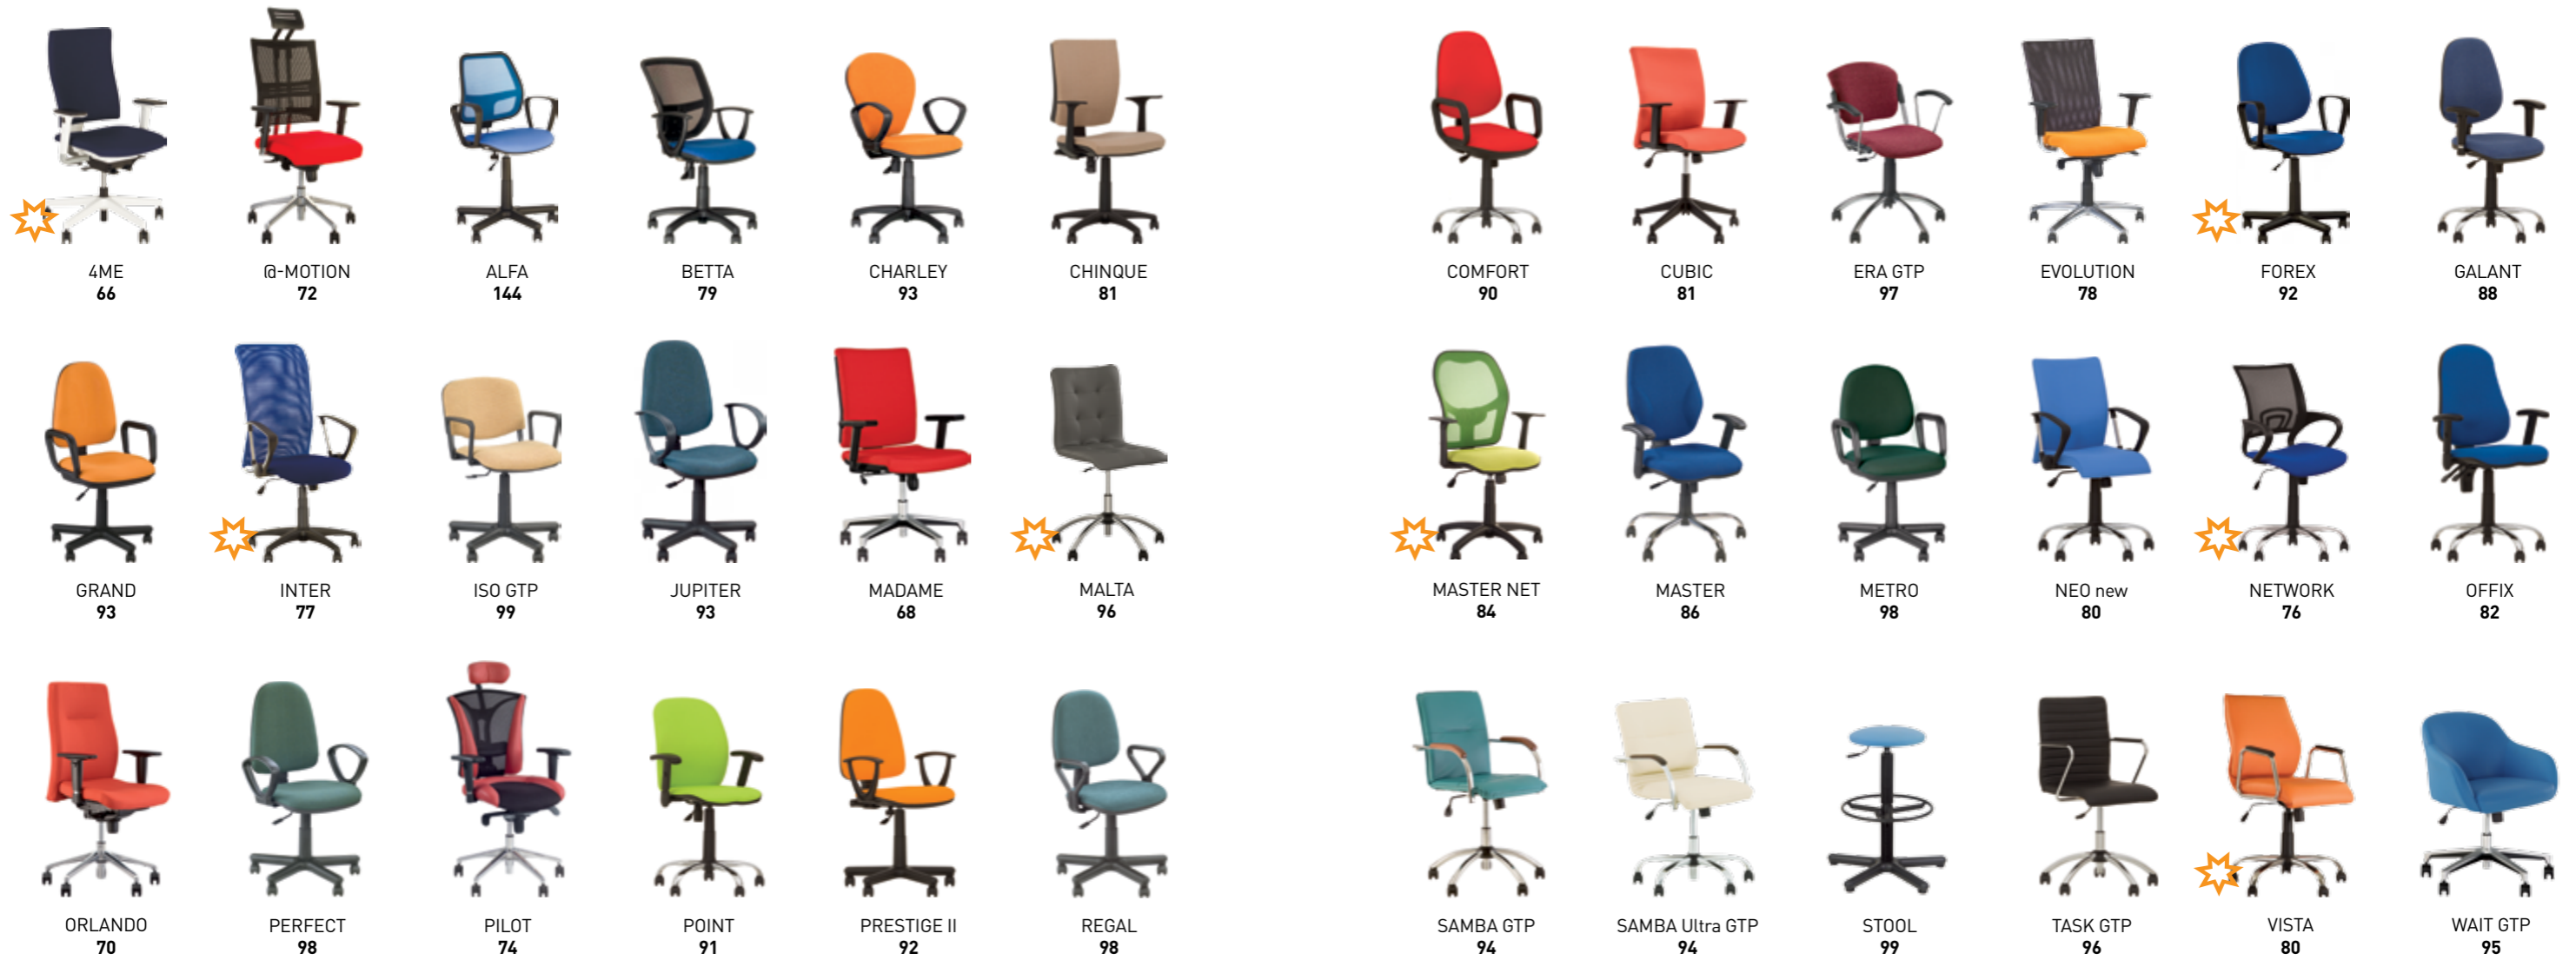 4ME
66
@-MOTION
72
ALFA
144
BETTA
79
CHARLEY
93
CHINQUE
81
COMFORT
90
CUBIC
81
ERA GTP
97
EVOLUTION
78
FOREX
92
GALANT
88
GRAND
93
INTER
77
ISO GTP
99
JUPITER
93
MADAME
68
MALTA
96
MASTER NET
84
MASTER
86
METRO
98
NEO new
80
NETWORK
76
OFFIX
82
ORLANDO
70
PERFECT
98
PILOT
74
POINT
91
PRESTIGE II
92
REGAL
98
SAMBA GTP
94
SAMBA Ultra GTP
94
STOOL
99
TASK GTP
96
VISTA
80
WAIT GTP
95